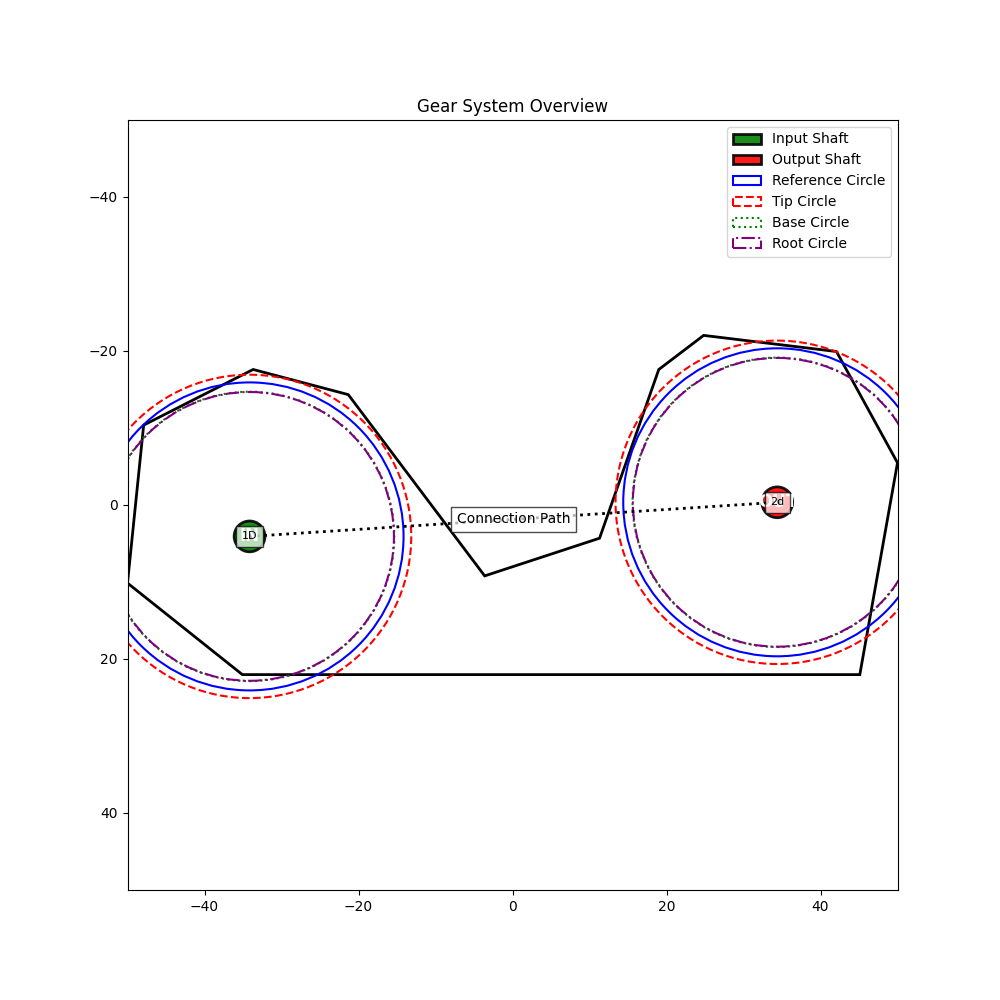 Gear System Overview
Input Shaft
Output Shaft
Reference Circle
Tip Circle
Base Circle
Root Circle
−40
−20
0
20
40
Connection Path
1D
2d
−40
−20
0
20
40